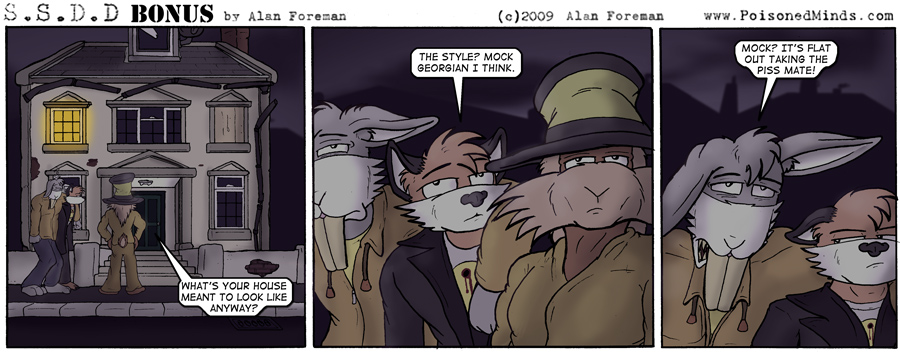 S.S.D.D BONUS by Alan Foreman (c)2009 Alan Foreman www.PoisonedMinds.com
WHAT'S YOUR HOUSE
MEANT TO LOOK LIKE
ANYWAY?
THE STYLE? MOCK
GEORGIAN I THINK.
MOCK? IT'S FLAT
OUT TAKING THE
PISS MATE!